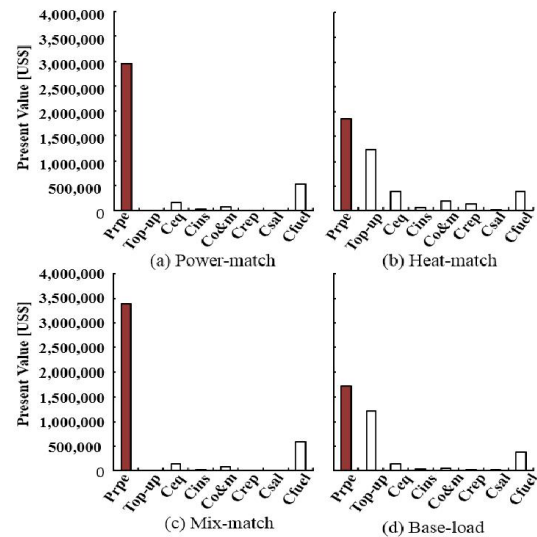 4,000,000
3,500,000
3,000,000
2,500,000
2,000,000
1,500,000
1,000,000
500,000
0
Present Value [US$]
Prpe Top-up Ceq Cins Co&m Crep Csal Cfuel
(a) Power-match
Prpe Top-up Ceq Cins Co&m Crep Csal Cfuel
(b) Heat-match
4,000,000
3,500,000
3,000,000
2,500,000
2,000,000
1,500,000
1,000,000
500,000
0
Present Value [US$]
Prpe Top-up Ceq Cins Co&m Crep Csal Cfuel
(c) Mix-match
Prpe Top-up Ceq Cins Co&m Crep Csal Cfuel
(d) Base-load